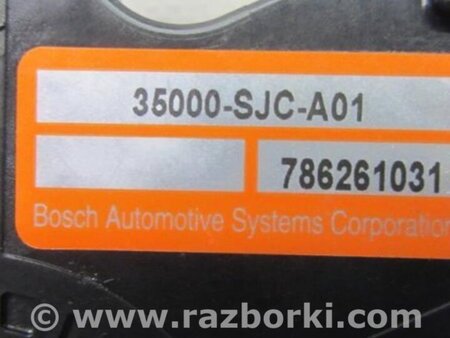 35000-SJC-A01
786261031
Bosch Automotive Systems Corporation
www.razborki.com